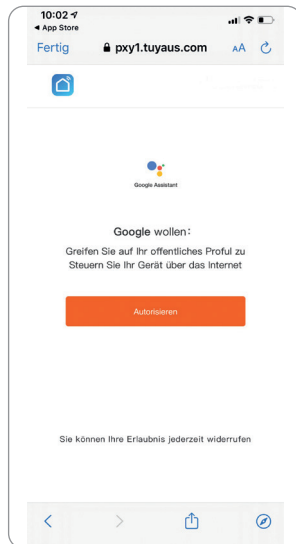 10:02
◀ App Store
Fertig pxy1.tuyaus.com AA
Google Assistant
Google wollen:
Greifen Sie auf Ihr offentliches Proful zu
Steuern Sie Ihr Gerät über das Internet
Autorisieren
Sie können Ihre Erlaubnis jederzeit widerrufen